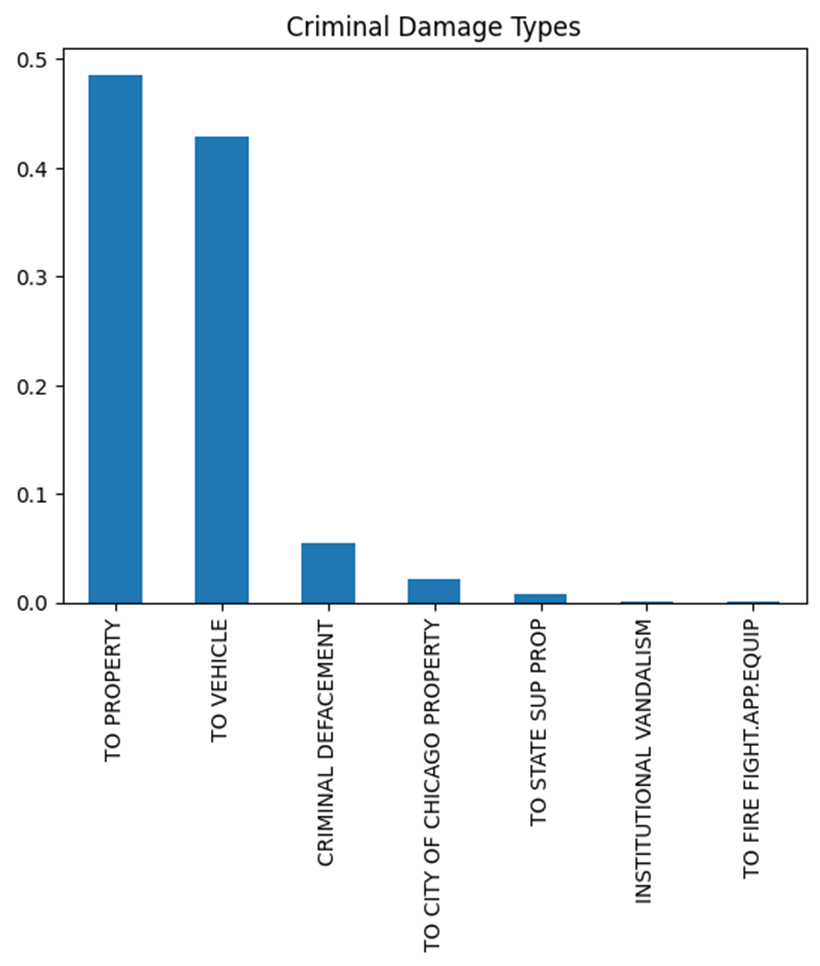 Criminal Damage Types
0.5
0.4
0.3
0.2
0.1
0.0
TO PROPERTY
TO VEHICLE
CRIMINAL DEFACEMENT
TO CITY OF CHICAGO PROPERTY
TO STATE SUP PROP
INSTITUTIONAL VANDALISM
TO FIRE FIGHT.APP.EQUIP